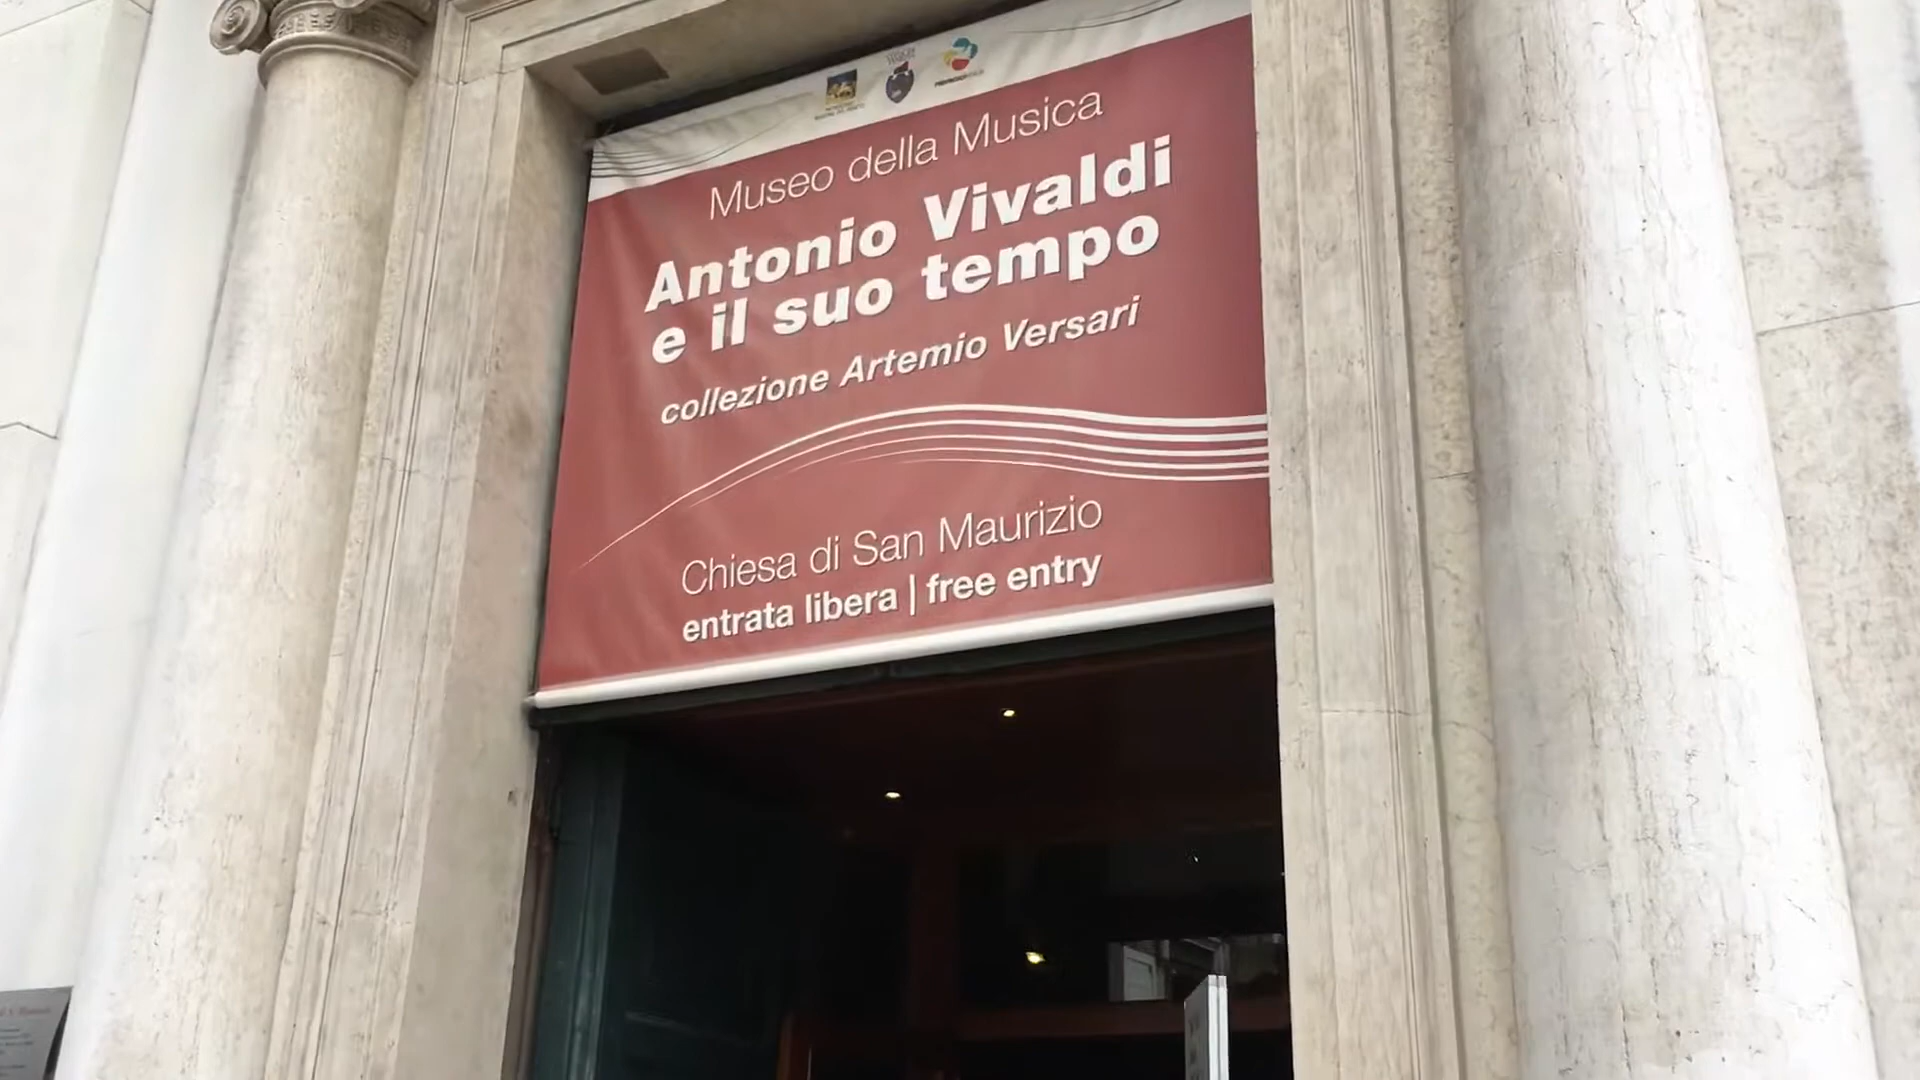 Museo della Musica
Antonio Vivaldi
e il suo tempo
collezione Artemio Versari
Chiesa di San Maurizio
entrata libera | free entry